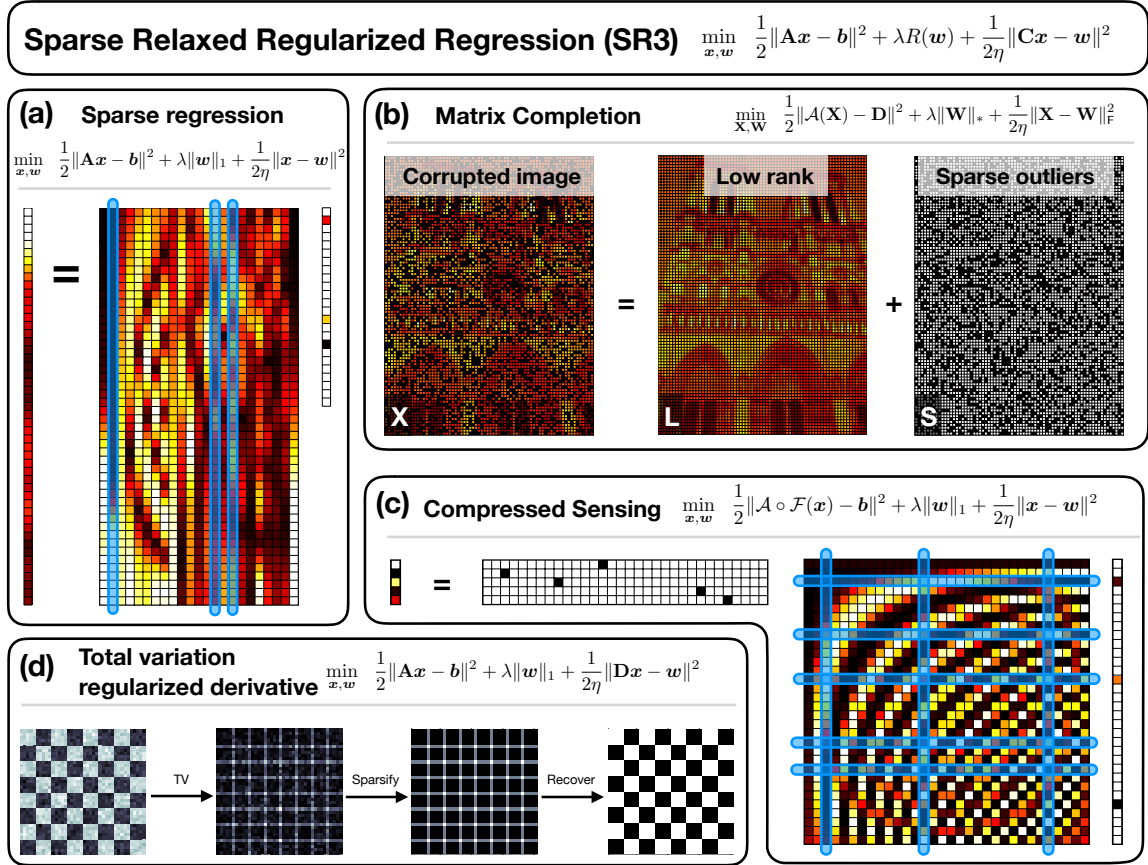 Sparse Relaxed Regularized Regression (SR3) min_{x,w} 1/2 ‖Ax − b‖² + λR(w) + 1/2η ‖Cx − w‖²
(a) Sparse regression
min_{x,w} 1/2 ‖Ax − b‖² + λ‖w‖₁ + 1/2η ‖x − w‖²
=
(b) Matrix Completion min_{X,W} 1/2 ‖𝒜(X) − D‖² + λ‖W‖_* + 1/2η ‖X − W‖²_F
Corrupted image Low rank Sparse outliers
= +
X L S
(c) Compressed Sensing min_{x,w} 1/2 ‖𝒜 ∘ ℱ(x) − b‖² + λ‖w‖₁ + 1/2η ‖x − w‖²
=
(d) Total variation
regularized derivative min_{x,w} 1/2 ‖Ax − b‖² + λ‖w‖₁ + 1/2η ‖Dx − w‖²
TV Sparsify Recover